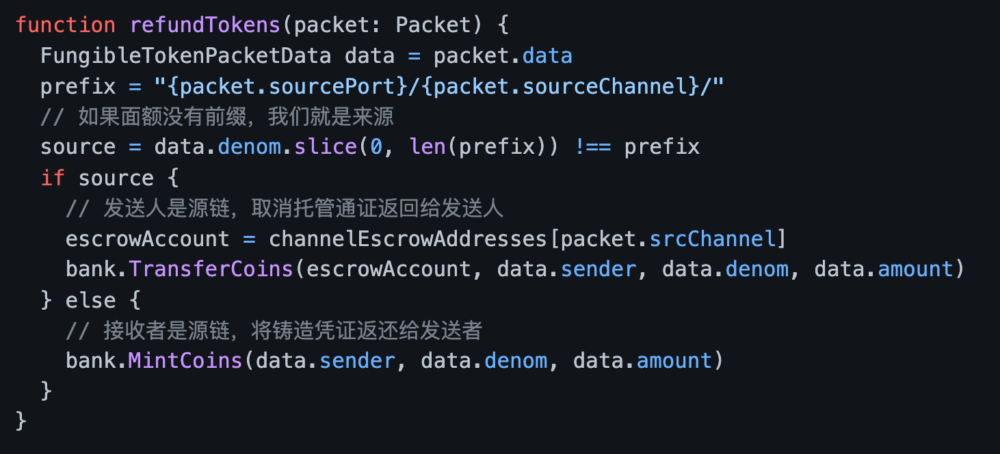 function refundTokens(packet: Packet) {
  FungibleTokenPacketData data = packet.data
  prefix = "{packet.sourcePort}/{packet.sourceChannel}/"
  // 如果面额没有前缀，我们就是来源
  source = data.denom.slice(0, len(prefix)) !== prefix
  if source {
    // 发送人是源链，取消托管通证返回给发送人
    escrowAccount = channelEscrowAddresses[packet.srcChannel]
    bank.TransferCoins(escrowAccount, data.sender, data.denom, data.amount)
  } else {
    // 接收者是源链，将铸造凭证返还给发送者
    bank.MintCoins(data.sender, data.denom, data.amount)
  }
}